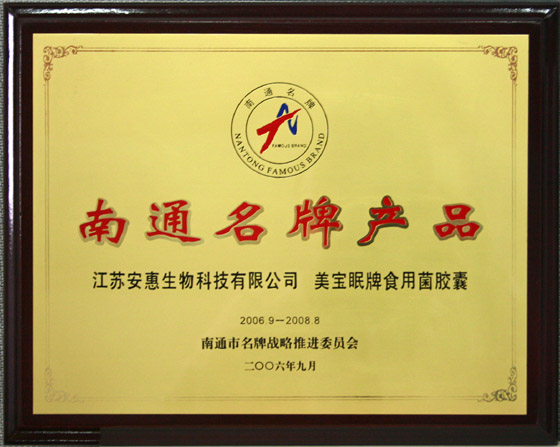 南通名牌
FAMOUS BRAND
NANTONG FAMOUS BRAND
南通名牌产品
江苏安惠生物科技有限公司 美宝眠牌食用菌胶囊
2006.9—2008.8
南通市名牌战略推进委员会
二〇〇六年九月